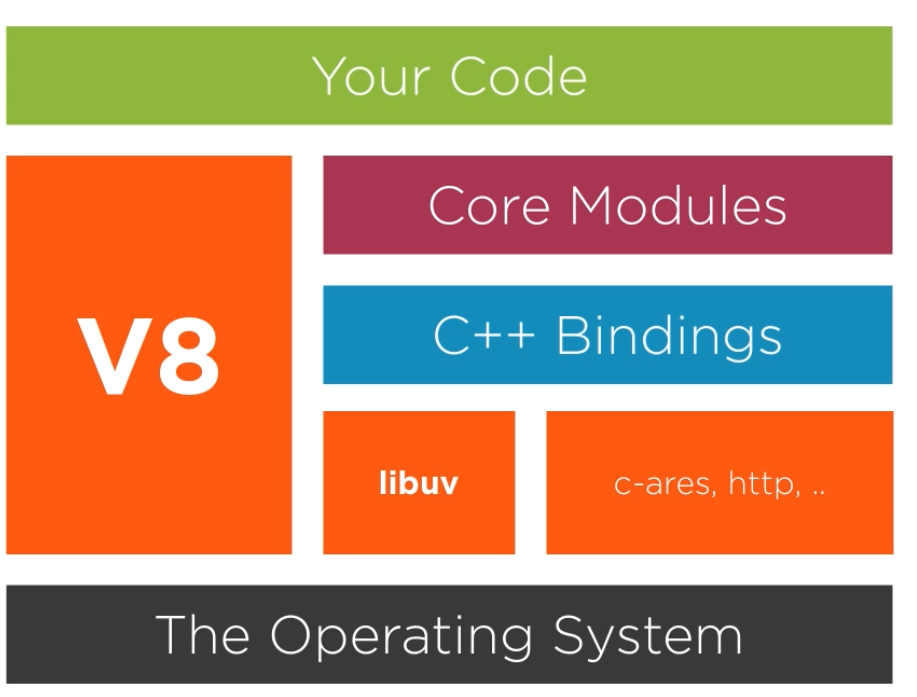 Your Code
V8
Core Modules
C++ Bindings
libuv
c-ares, http, ..
The Operating System